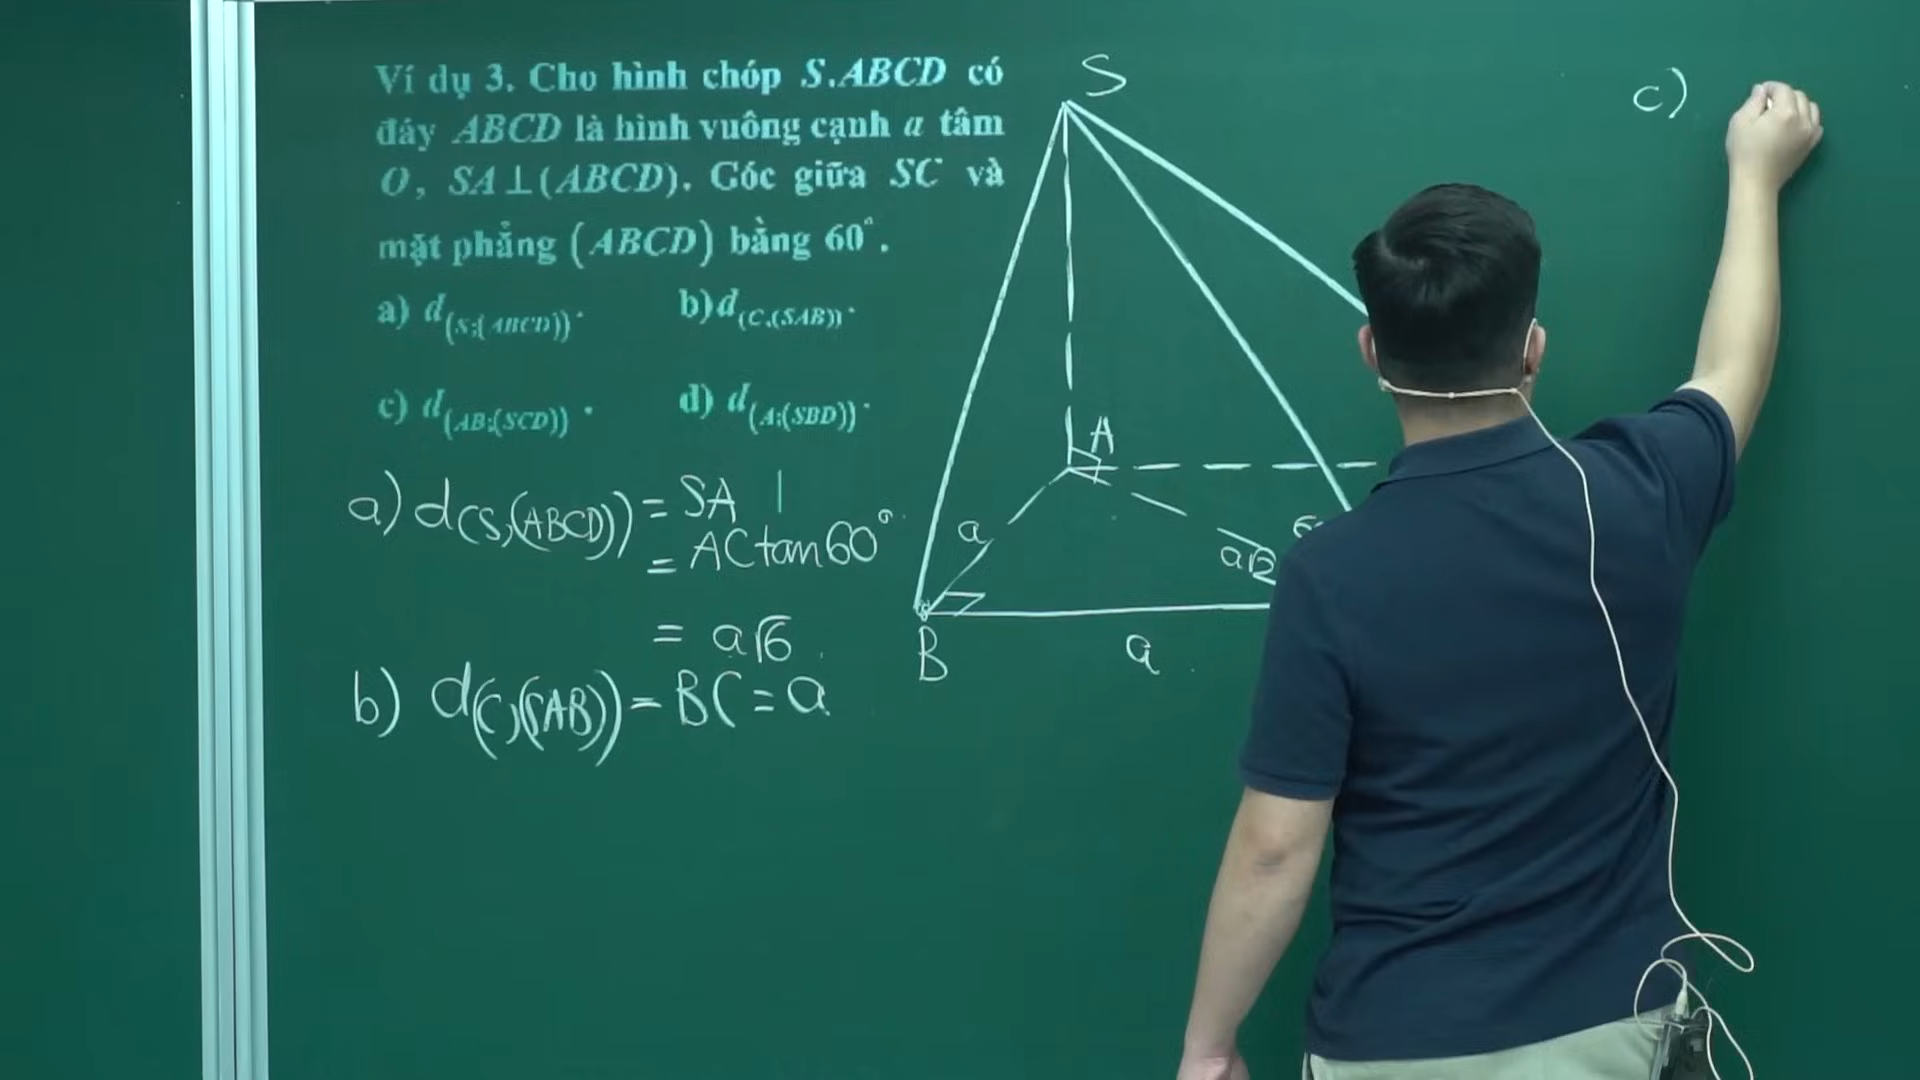 Ví dụ 3. Cho hình chóp S.ABCD có
đáy ABCD là hình vuông cạnh a tâm
O, SA⊥(ABCD). Góc giữa SC và
mặt phẳng (ABCD) bằng 60°.
a) d(S;(ABCD)). b) d(C,(SAB)).
c) d(AB;(SCD)). d) d(A;(SBD)).
a) d(S,(ABCD)) = SA
= AC tan60°
= a√6
b) d(C,(SAB)) = BC = a
S
A
a
a√2
B
a
c)